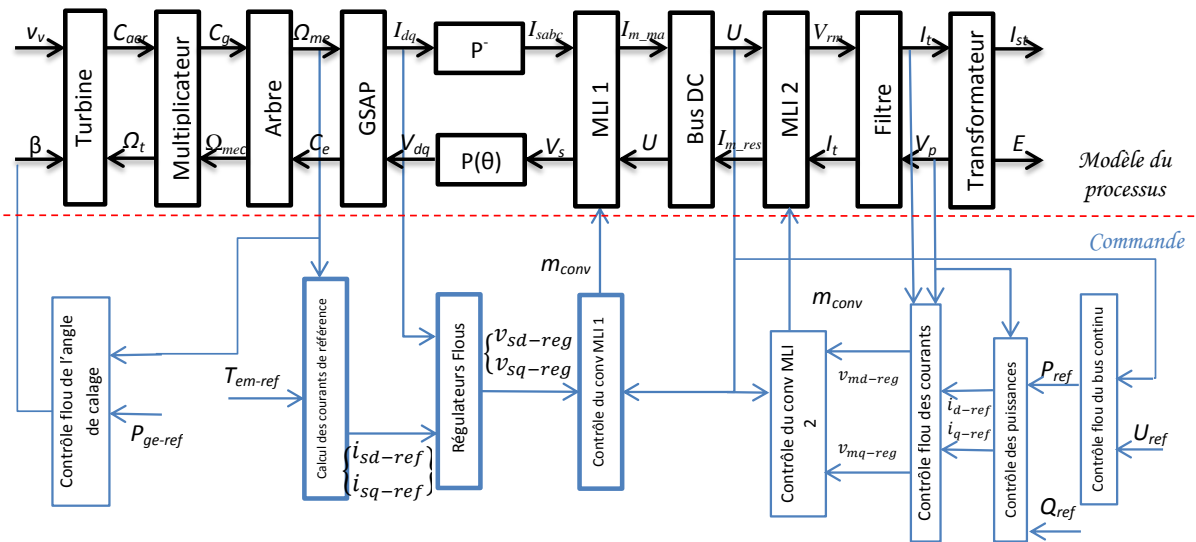 v_v
C_aer
C_g
Ω_me
I_dq
I_sabc
I_m_ma
U
V_rm
I_t
I_st
Turbine
Multiplicateur
Arbre
GSAP
P⁻
P(θ)
MLI 1
Bus DC
MLI 2
Filtre
Transformateur
β
Ω_t
Ω_mec
C_e
V_dq
V_s
U
I_m_res
I_t
V_p
E
Modèle du
processus
Commande
m_conv
m_conv
Contrôle flou de l'angle
de calage
P_ge-ref
T_em-ref
Calcul des courants de référence
i_sd-ref
i_sq-ref
Régulateurs Flous
v_sd-reg
v_sq-reg
Contrôle du conv MLI 1
Contrôle du conv MLI
2
v_md-reg
v_mq-reg
Contrôle flou des courants
i_d-ref
i_q-ref
Contrôle des puissances
P_ref
Contrôle flou du bus continu
U_ref
Q_ref